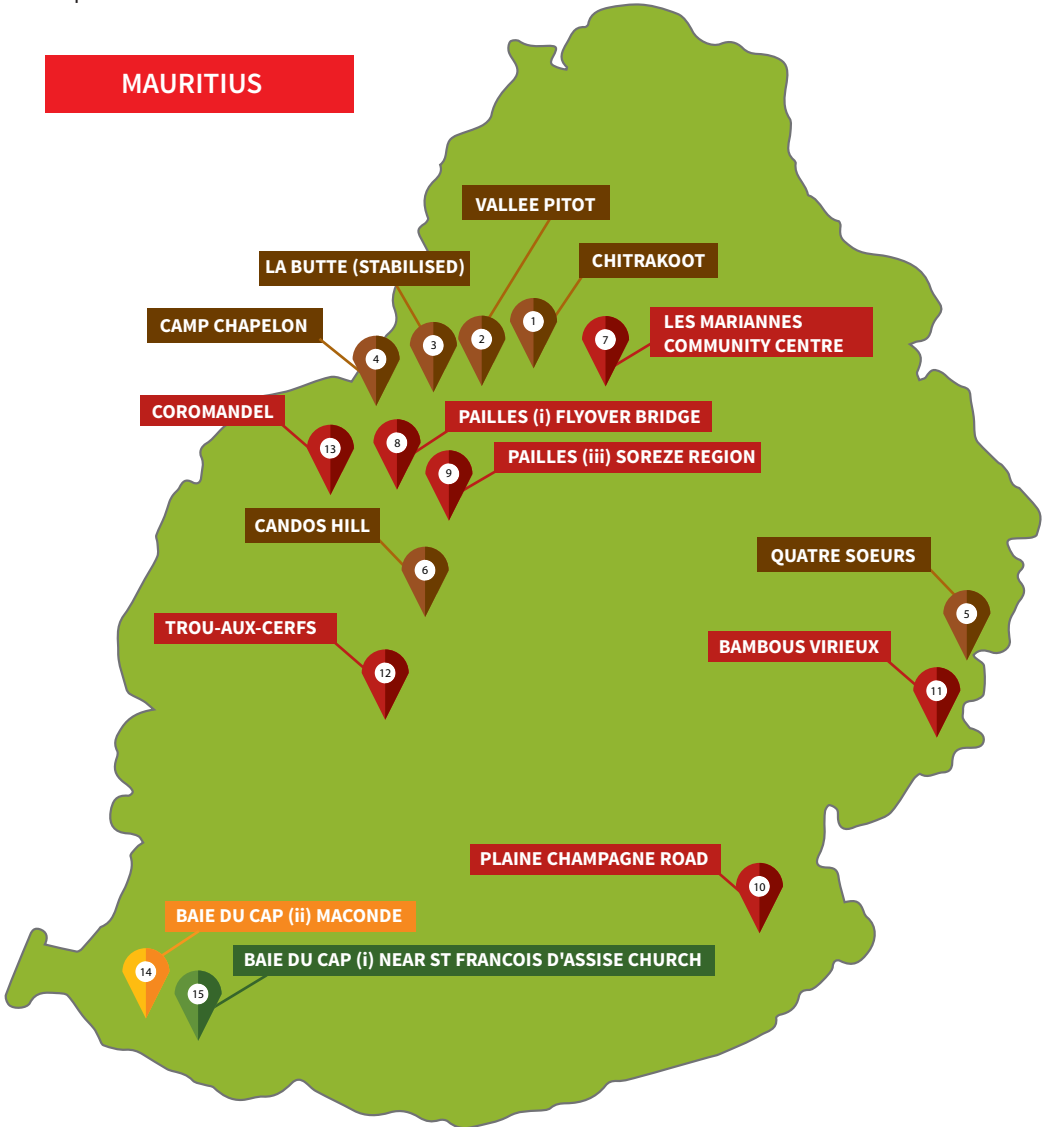 MAURITIUS
VALLEE PITOT
CHITRAKOOT
LA BUTTE (STABILISED)
CAMP CHAPELON
LES MARIANNES
COMMUNITY CENTRE
1
2
3
4
7
COROMANDEL
PAILLES (i) FLYOVER BRIDGE
13
8
PAILLES (iii) SOREZE REGION
9
CANDOS HILL
6
QUATRE SOEURS
5
TROU-AUX-CERFS
12
BAMBOUS VIRIEUX
11
PLAINE CHAMPAGNE ROAD
10
BAIE DU CAP (ii) MACONDE
14
BAIE DU CAP (i) NEAR ST FRANCOIS D'ASSISE CHURCH
15